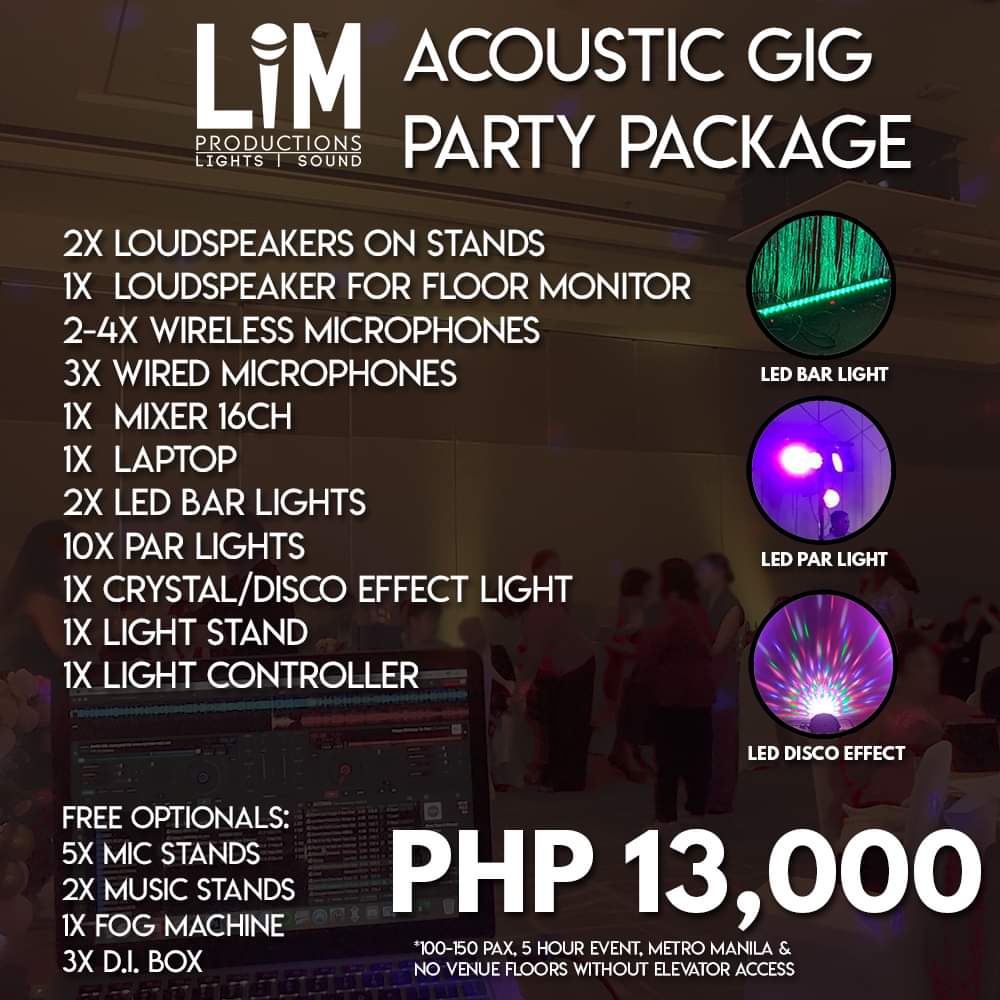 LiM
PRODUCTIONS
LIGHTS | SOUND
ACOUSTIC GIG
PARTY PACKAGE
2X LOUDSPEAKERS ON STANDS
1X LOUDSPEAKER FOR FLOOR MONITOR
2-4X WIRELESS MICROPHONES
3X WIRED MICROPHONES
1X MIXER 16CH
1X LAPTOP
2X LED BAR LIGHTS
10X PAR LIGHTS
1X CRYSTAL/DISCO EFFECT LIGHT
1X LIGHT STAND
1X LIGHT CONTROLLER
LED BAR LIGHT
LED PAR LIGHT
LED DISCO EFFECT
FREE OPTIONALS:
5X MIC STANDS
2X MUSIC STANDS
1X FOG MACHINE
3X D.I. BOX
PHP 13,000
*100-150 PAX, 5 HOUR EVENT, METRO MANILA &
NO VENUE FLOORS WITHOUT ELEVATOR ACCESS